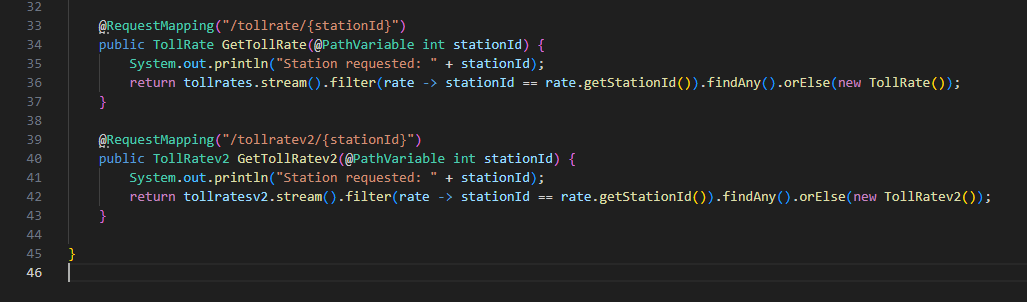 32
33 @RequestMapping("/tollrate/{stationId}")
34 public TollRate GetTollRate(@PathVariable int stationId) {
35 System.out.println("Station requested: " + stationId);
36 return tollrates.stream().filter(rate -> stationId == rate.getStationId()).findAny().orElse(new TollRate());
37 }
38
39 @RequestMapping("/tollratev2/{stationId}")
40 public TollRatev2 GetTollRatev2(@PathVariable int stationId) {
41 System.out.println("Station requested: " + stationId);
42 return tollratesv2.stream().filter(rate -> stationId == rate.getStationId()).findAny().orElse(new TollRatev2());
43 }
44
45 }
46